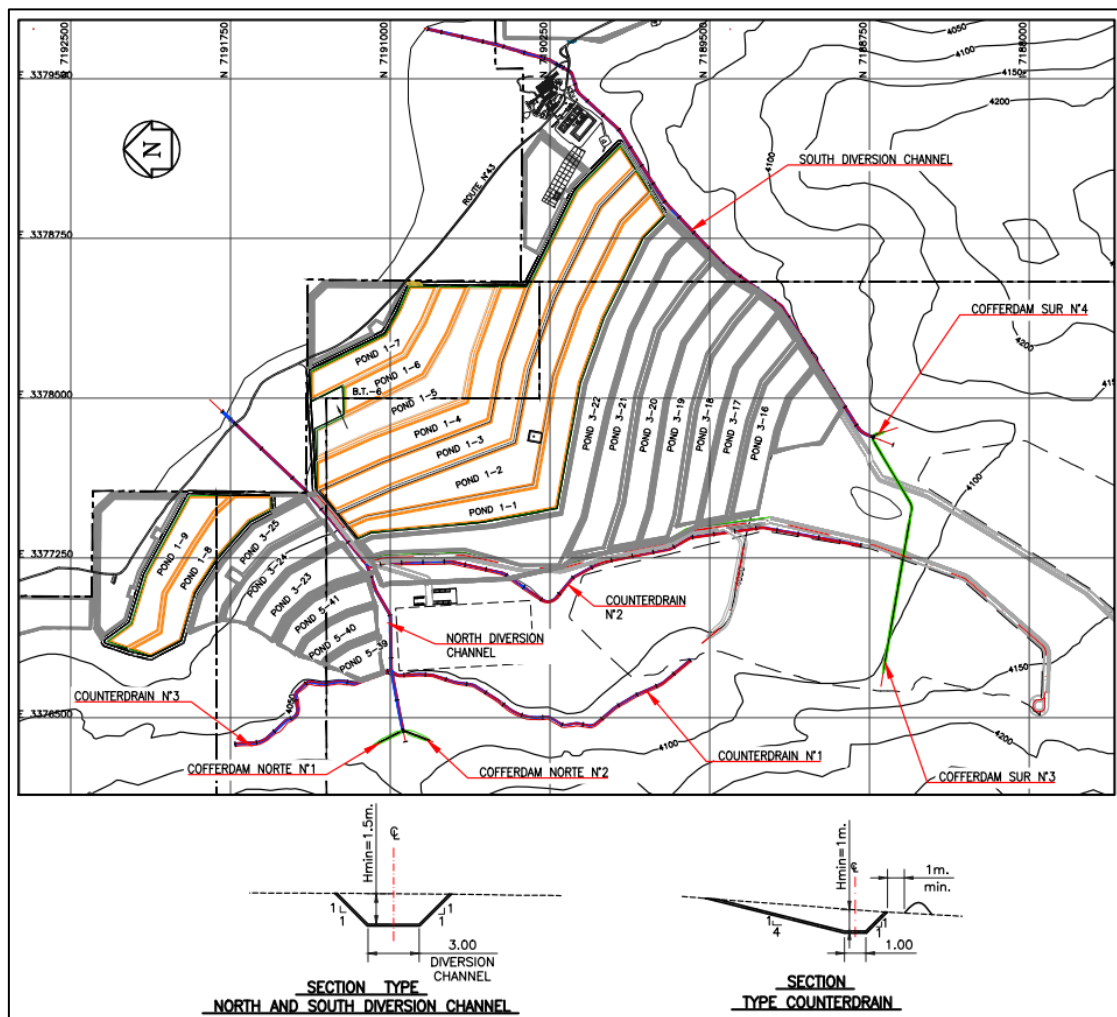 N 7192500
N 7191750
N 7191000
N 7190250
N 7189500
N 7188750
N 7188000
4050
4100
4150
4200
E 3379500
N
ROUTE N°43
SOUTH DIVERSION CHANNEL
4100
E 3378750
4200
COFFERDAM SUR N°4
POND 1-7
POND 1-6
B.T.-6
POND 1-5
POND 1-4
POND 1-3
POND 1-2
POND 1-1
POND 3-22
POND 3-21
POND 3-20
POND 3-19
POND 3-18
POND 3-17
POND 3-16
E 3378000
4100
POND 1-9
POND 1-8
POND 3-25
POND 3-24
POND 3-23
POND 5-41
POND 5-40
POND 5-39
E 3377250
COUNTERDRAIN
N°2
NORTH DIVERSION
CHANNEL
4150
COUNTERDRAIN N°3
4050
E 3376500
4100
4200
COUNTERDRAIN N°1
COFFERDAM NORTE N°1
COFFERDAM NORTE N°2
COFFERDAM SUR N°3
Hmin=1.5m.
℄
1
1
1
1
3.00
DIVERSION
CHANNEL
SECTION TYPE
NORTH AND SOUTH DIVERSION CHANNEL
Hmin=1m.
℄
1m.
min.
1
4
1
1
1.00
SECTION
TYPE COUNTERDRAIN